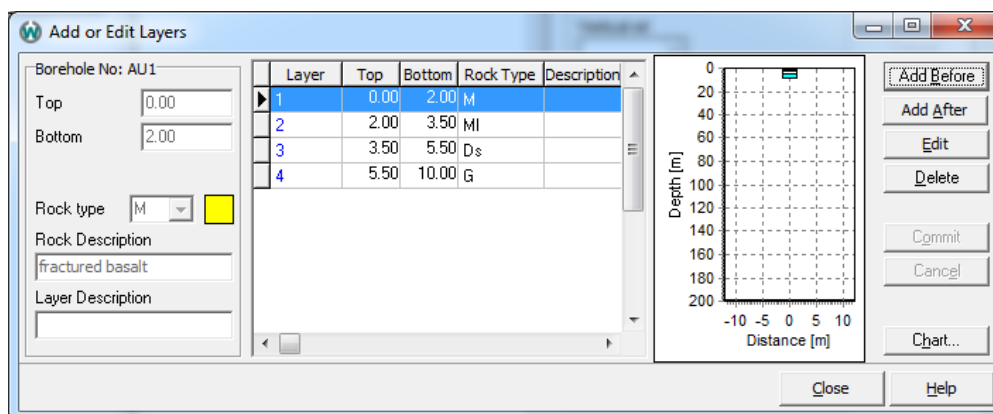 Add or Edit Layers
Borehole No: AU1
Top 0.00
Bottom 2.00
Rock type M
Rock Description
fractured basalt
Layer Description
Layer Top Bottom Rock Type Description
1 0.00 2.00 M
2 2.00 3.50 MI
3 3.50 5.50 Ds
4 5.50 10.00 G
Depth [m]
0
20
40
60
80
100
120
140
160
180
200
-10 -5 0 5 10
Distance [m]
Add Before
Add After
Edit
Delete
Commit
Cancel
Chart...
Close Help